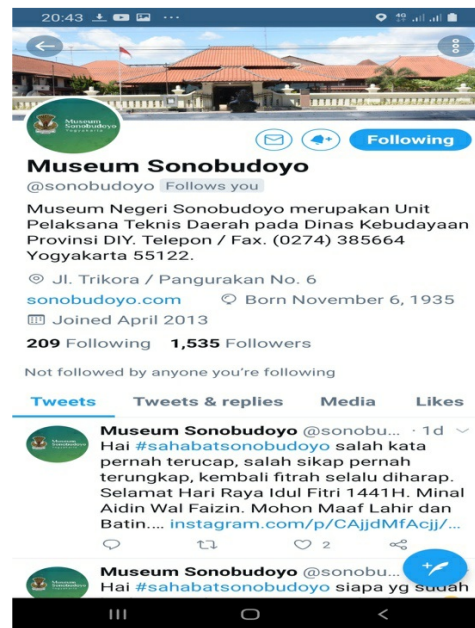 20:43
4G
Museum
Sonobudoyo
Yogyakarta
Following
Museum Sonobudoyo
@sonobudoyo Follows you
Museum Negeri Sonobudoyo merupakan Unit
Pelaksana Teknis Daerah pada Dinas Kebudayaan
Provinsi DIY. Telepon / Fax. (0274) 385664
Yogyakarta 55122.
Jl. Trikora / Pangurakan No. 6
sonobudoyo.com Born November 6, 1935
Joined April 2013
209 Following 1,535 Followers
Not followed by anyone you're following
Tweets Tweets & replies Media Likes
Museum Sonobudoyo @sonobu... · 1d
Hai #sahabatsonobudoyo salah kata
pernah terucap, salah sikap pernah
terungkap, kembali fitrah selalu diharap.
Selamat Hari Raya Idul Fitri 1441H. Minal
Aidin Wal Faizin. Mohon Maaf Lahir dan
Batin.... instagram.com/p/CAjjdMfAcjj/...
2
Museum Sonobudoyo @sonobu...
Hai #sahabatsonobudoyo siapa yg sudah